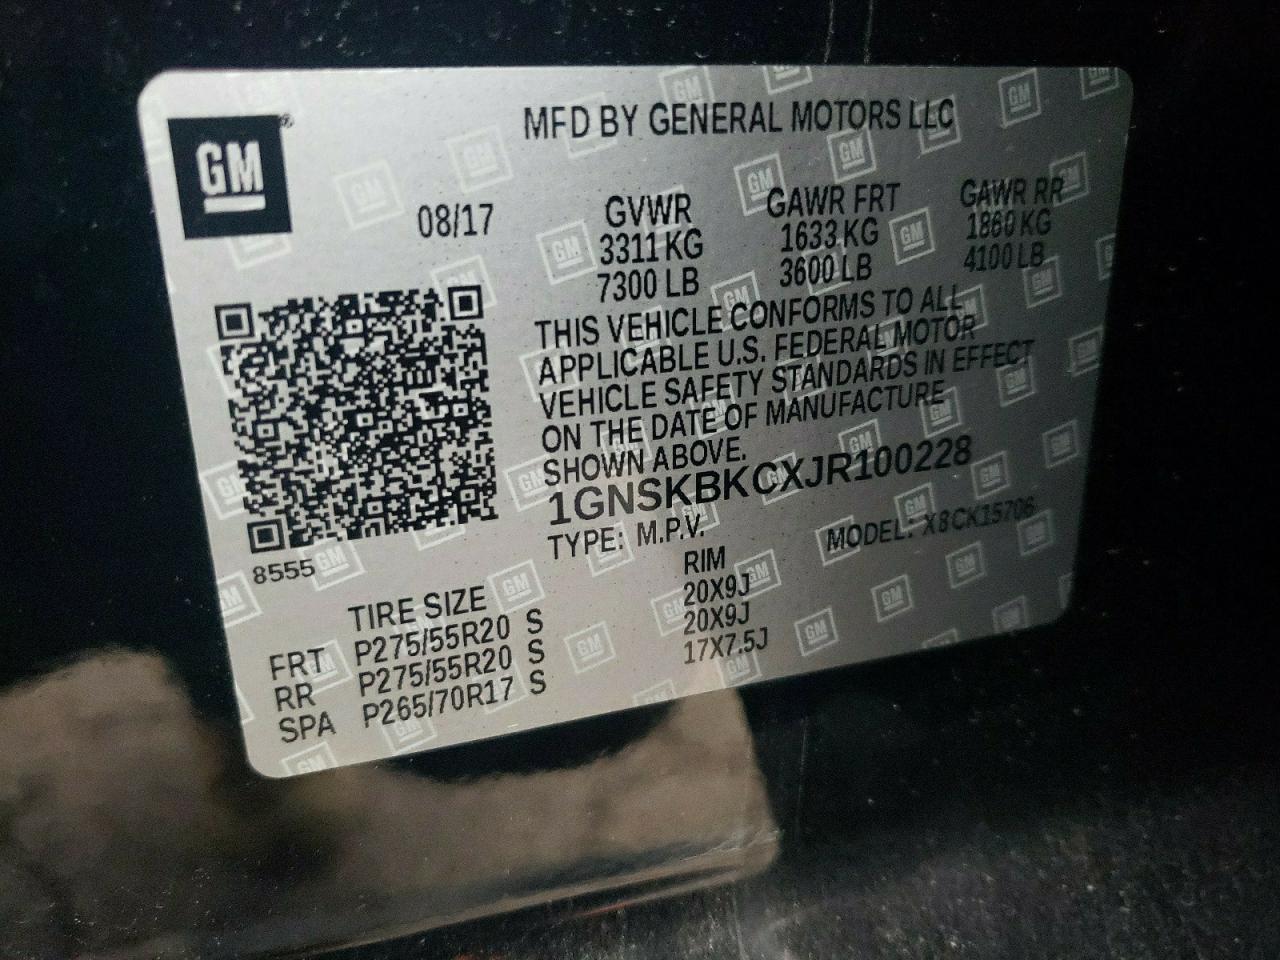 GM®
MFD BY GENERAL MOTORS LLC
08/17
GVWR GAWR FRT GAWR RR
3311 KG 1633 KG 1860 KG
7300 LB 3600 LB 4100 LB
THIS VEHICLE CONFORMS TO ALL
APPLICABLE U.S. FEDERAL MOTOR
VEHICLE SAFETY STANDARDS IN EFFECT
ON THE DATE OF MANUFACTURE
SHOWN ABOVE.
1GNSKBKCXJR100228
TYPE: M.P.V. MODEL: X8CK15706
8555
TIRE SIZE RIM
FRT P275/55R20 S 20X9J
RR P275/55R20 S 20X9J
SPA P265/70R17 S 17X7.5J